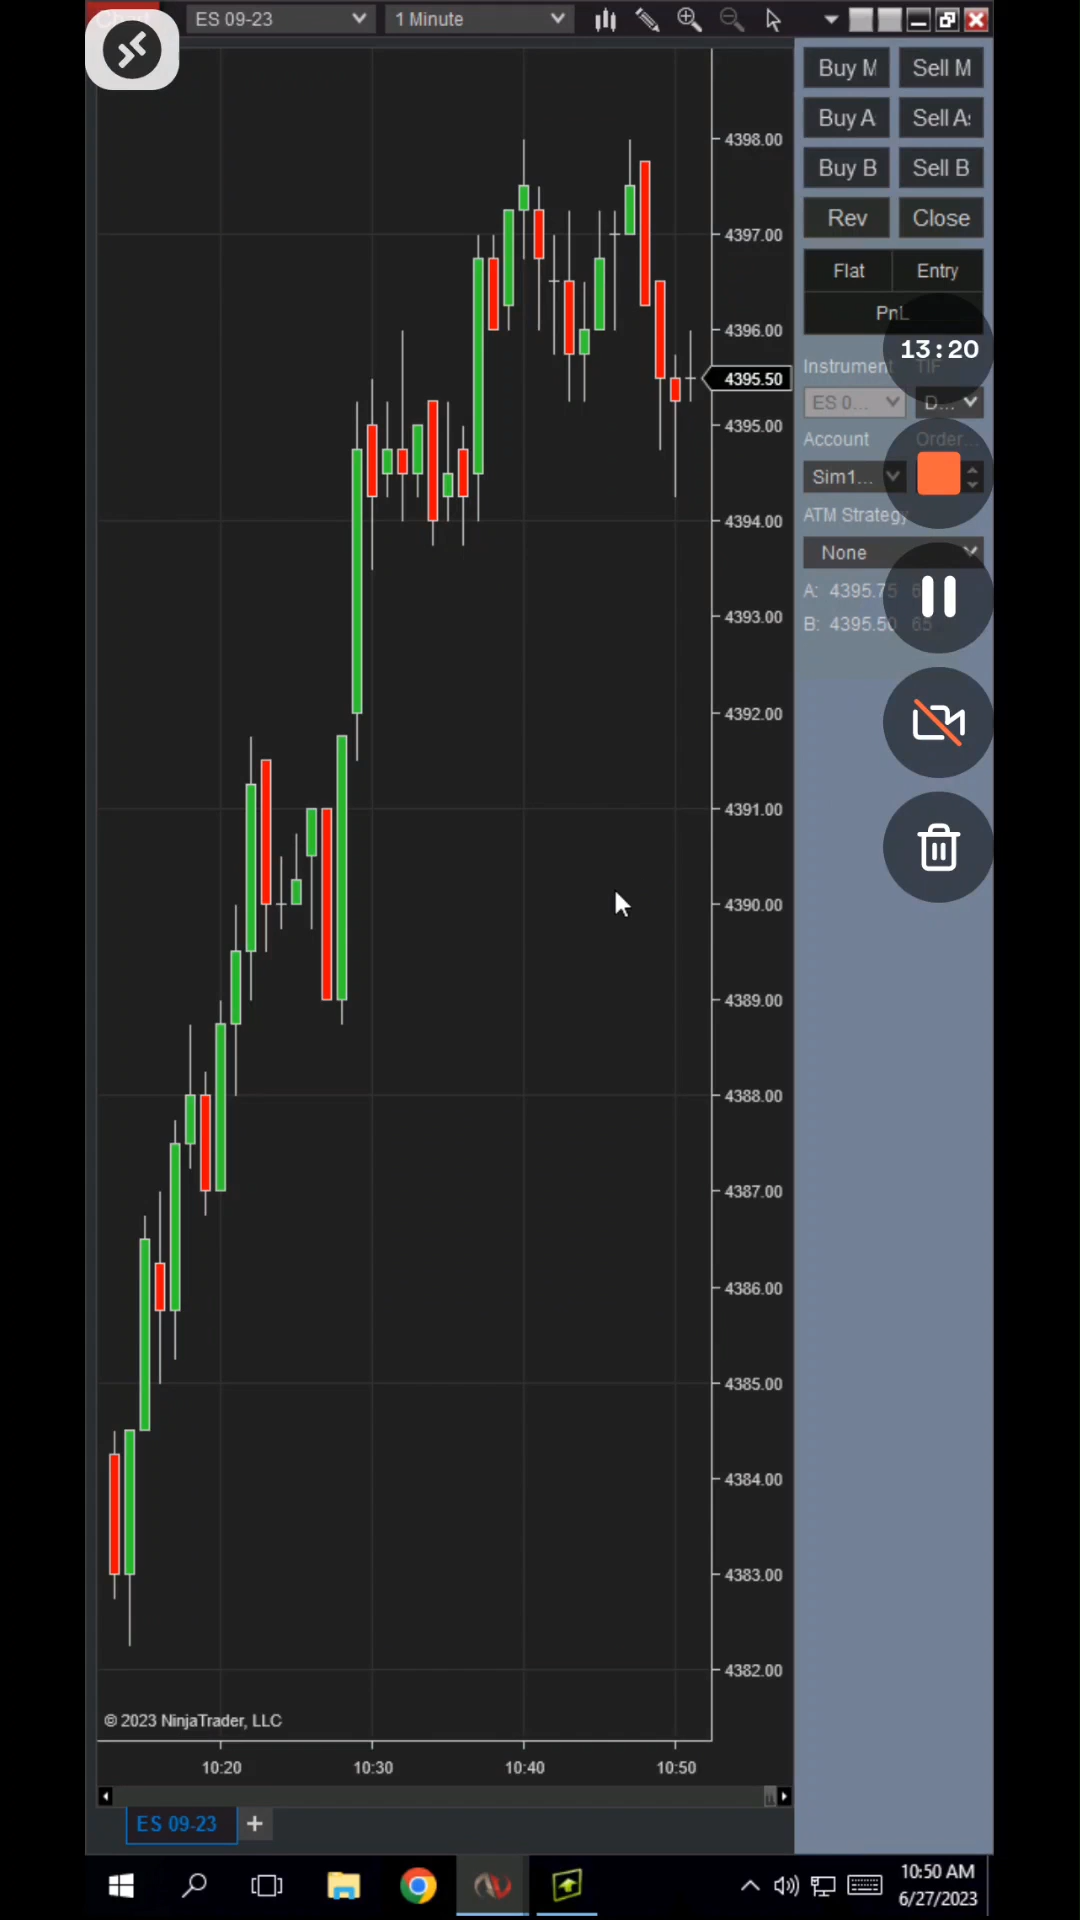 ES 09-23
1 Minute
Buy M
Sell M
Buy A
Sell A
Buy B
Sell B
Rev
Close
Flat
Entry
PnL
13:20
Instrument
TIF
ES 0...
D...
Account
Order...
Sim1...
ATM Strategy
None
A: 4395.75
B: 4395.50 65
4398.00
4397.00
4396.00
4395.50
4395.00
4394.00
4393.00
4392.00
4391.00
4390.00
4389.00
4388.00
4387.00
4386.00
4385.00
4384.00
4383.00
4382.00
© 2023 NinjaTrader, LLC
10:20
10:30
10:40
10:50
ES 09-23
+
10:50 AM
6/27/2023